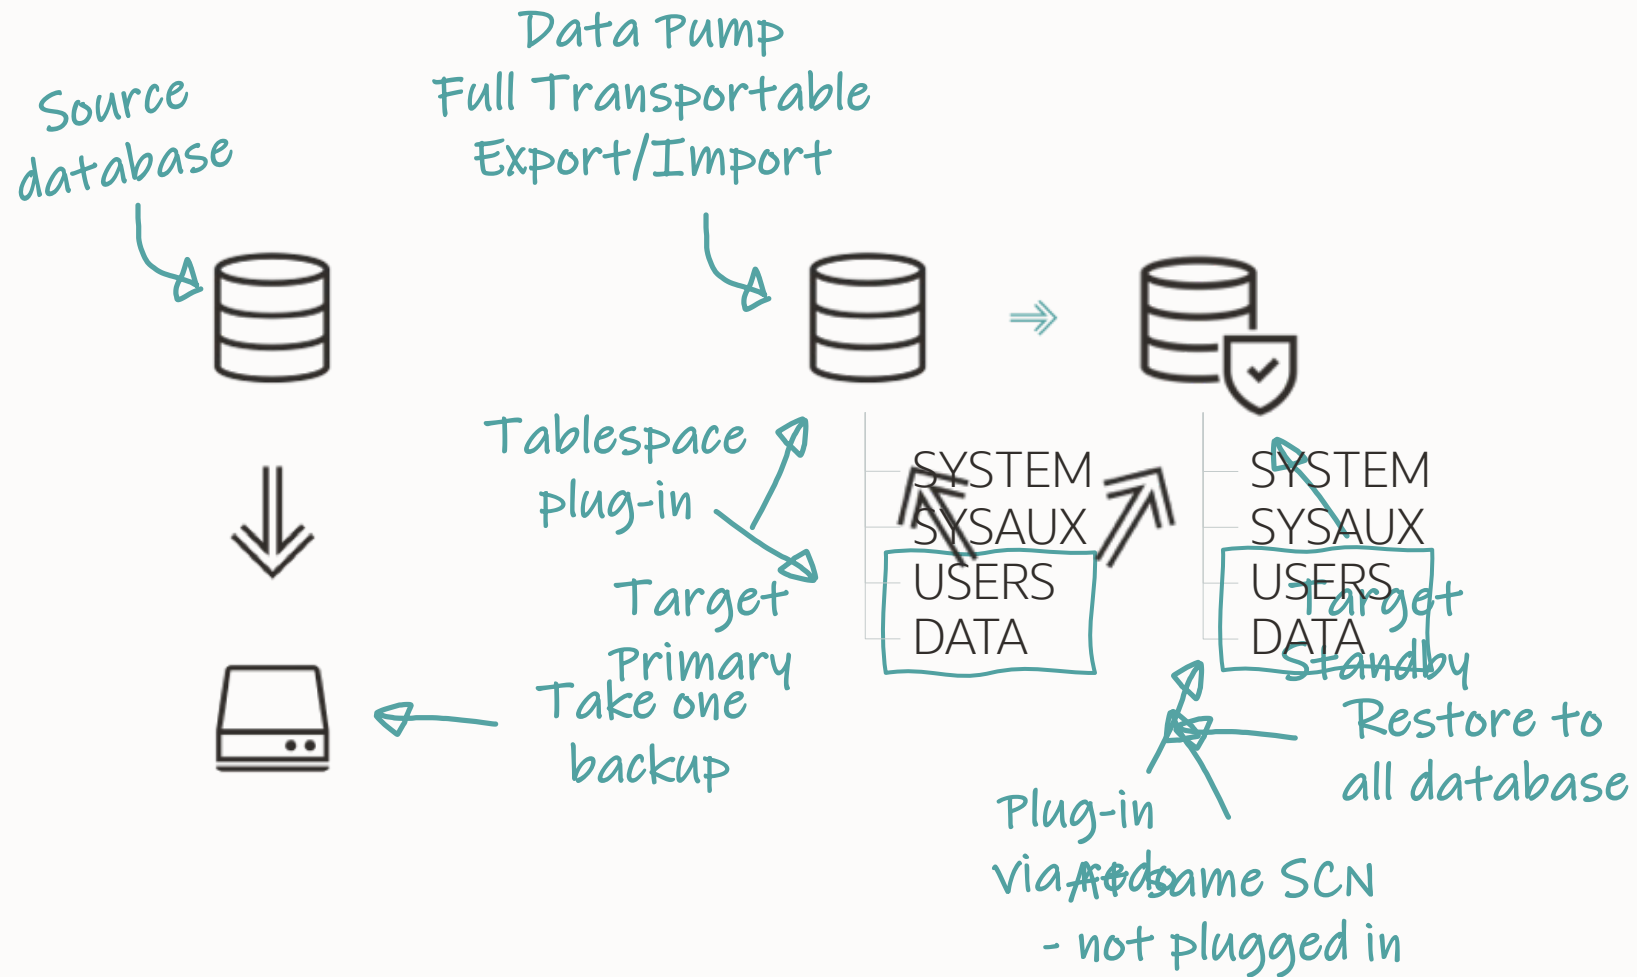 Source
database
Data Pump
Full Transportable
Export/Import
Tablespace
plug-in
Target
Primary
Take one
backup
SYSTEM
SYSAUX
USERS
DATA
SYSTEM
SYSAUX
USERS
DATA
Target
Standby
Restore to
all database
Plug-in
via redo
At same SCN
- not plugged in